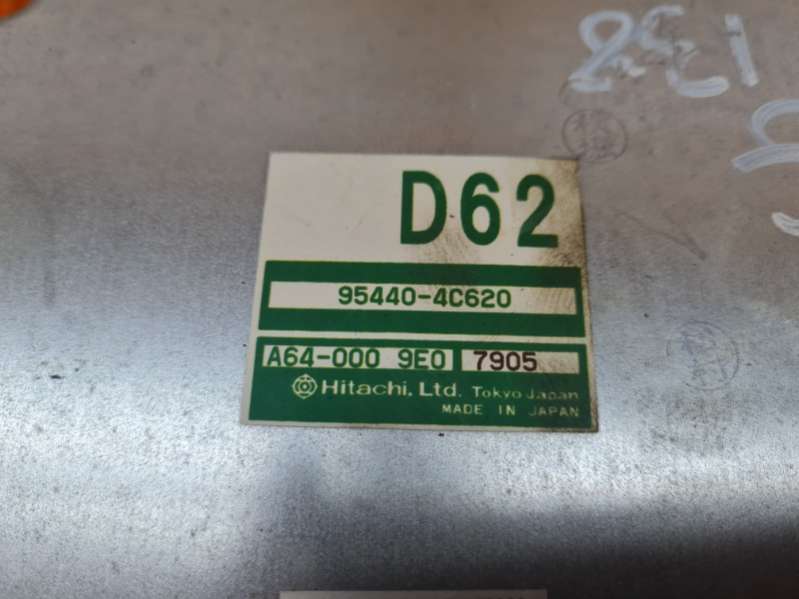 D62
95440-4C620
A64-000 9E0 7905
Hitachi, Ltd. Tokyo Japan
MADE IN JAPAN